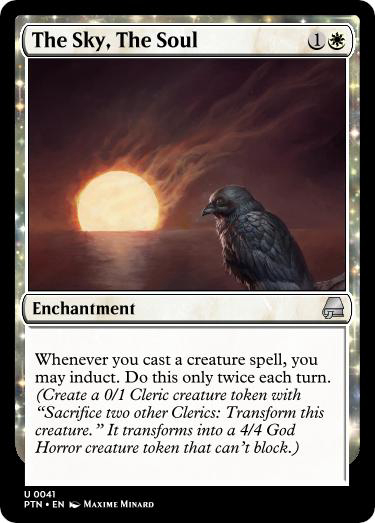 The Sky, The Soul 1
Enchantment
Whenever you cast a creature spell, you
may induct. Do this only twice each turn.
(Create a 0/1 Cleric creature token with
“Sacrifice two other Clerics: Transform this
creature.” It transforms into a 4/4 God
Horror creature token that can’t block.)
U 0041
PTN • EN Maxime Minard